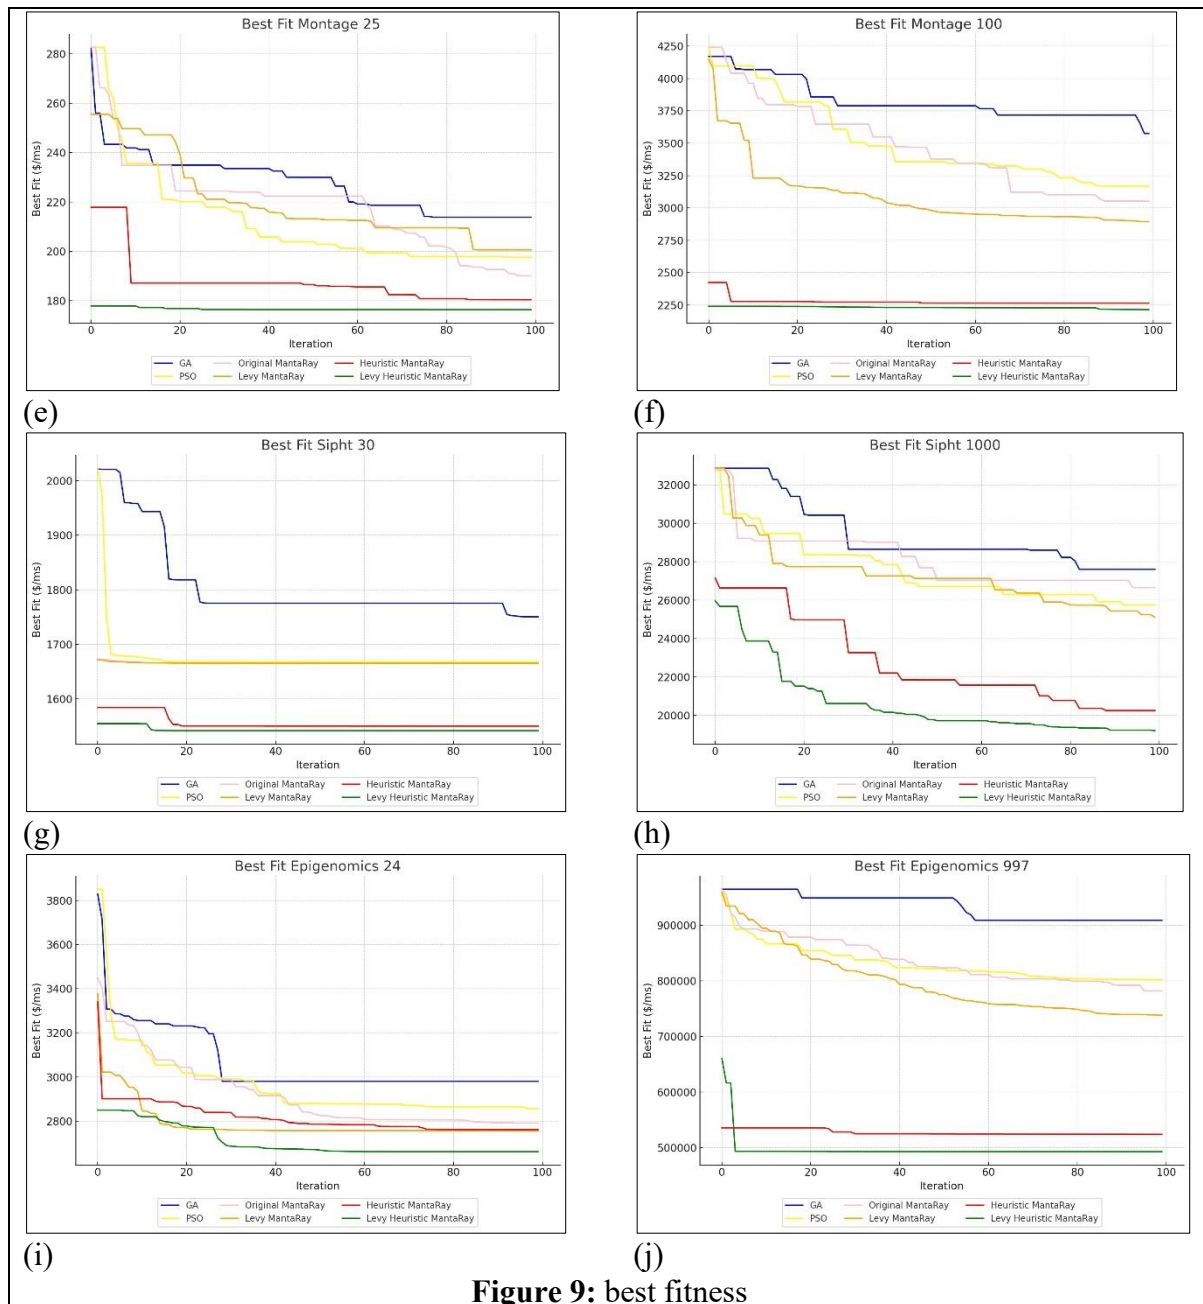 Best Fit Montage 25
Best Fit ($/ms)
280
260
240
220
200
180
0 20 40 60 80 100
Iteration
GA Original MantaRay Heuristic MantaRay
PSO Levy MantaRay Levy Heuristic MantaRay
(e)
Best Fit Montage 100
Best Fit ($/ms)
4250
4000
3750
3500
3250
3000
2750
2500
2250
0 20 40 60 80 100
Iteration
GA Original MantaRay Heuristic MantaRay
PSO Levy MantaRay Levy Heuristic MantaRay
(f)
Best Fit Sipht 30
Best Fit ($/ms)
2000
1900
1800
1700
1600
0 20 40 60 80 100
Iteration
GA Original MantaRay Heuristic MantaRay
PSO Levy MantaRay Levy Heuristic MantaRay
(g)
Best Fit Sipht 1000
Best Fit ($/ms)
32000
30000
28000
26000
24000
22000
20000
0 20 40 60 80 100
Iteration
GA Original MantaRay Heuristic MantaRay
PSO Levy MantaRay Levy Heuristic MantaRay
(h)
Best Fit Epigenomics 24
Best Fit ($/ms)
3800
3600
3400
3200
3000
2800
0 20 40 60 80 100
Iteration
GA Original MantaRay Heuristic MantaRay
PSO Levy MantaRay Levy Heuristic MantaRay
(i)
Best Fit Epigenomics 997
Best Fit ($/ms)
900000
800000
700000
600000
500000
0 20 40 60 80 100
Iteration
GA Original MantaRay Heuristic MantaRay
PSO Levy MantaRay Levy Heuristic MantaRay
(j)
Figure 9: best fitness